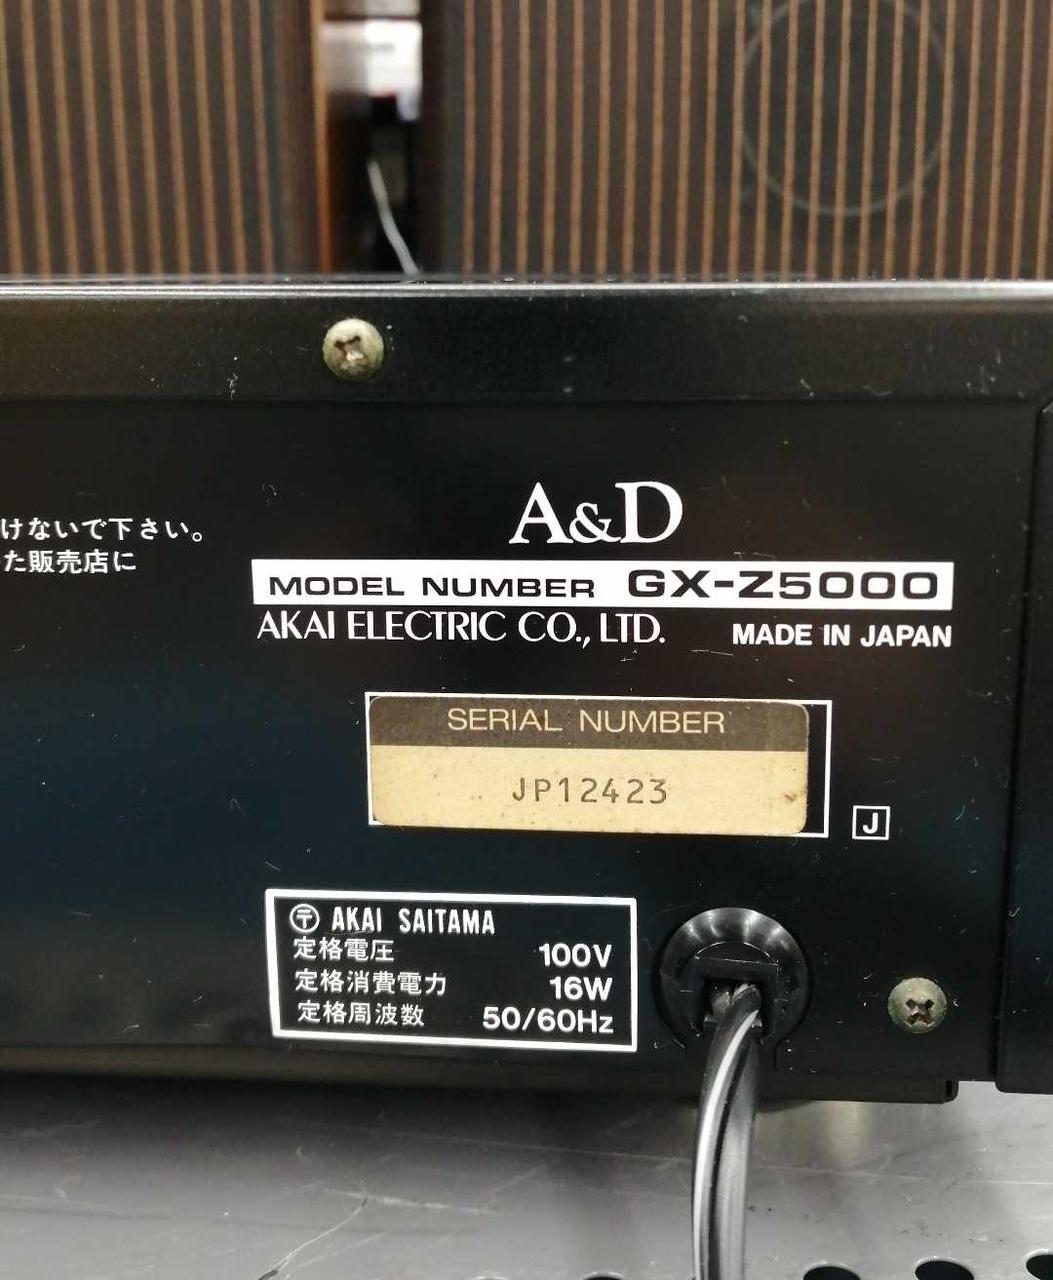 A&D
けないで下さい。
た販売店に
MODEL NUMBER GX-Z5000
AKAI ELECTRIC CO., LTD. MADE IN JAPAN
SERIAL NUMBER
JP12423
J
〶 AKAI SAITAMA
定格電圧 100V
定格消費電力 16W
定格周波数 50/60Hz